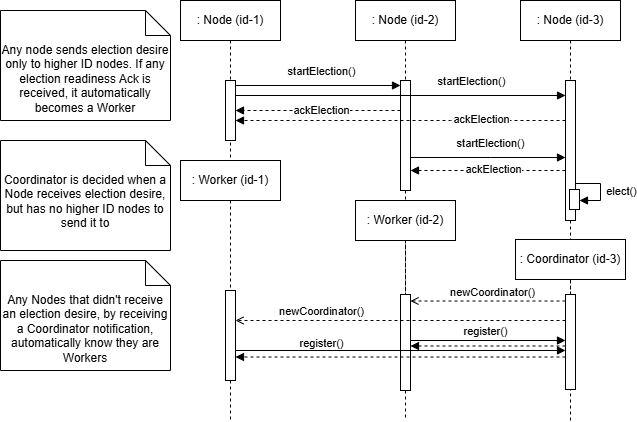 : Node (id-1)
: Node (id-2)
: Node (id-3)
Any node sends election desire
only to higher ID nodes. If any
election readiness Ack is
received, it automatically
becomes a Worker
startElection()
startElection()
ackElection
ackElection
startElection()
ackElection
Coordinator is decided when a
Node receives election desire,
but has no higher ID nodes to
send it to
: Worker (id-1)
elect()
: Worker (id-2)
: Coordinator (id-3)
Any Nodes that didn't receive
an election desire, by receiving
a Coordinator notification,
automatically know they are
Workers
newCoordinator()
newCoordinator()
register()
register()